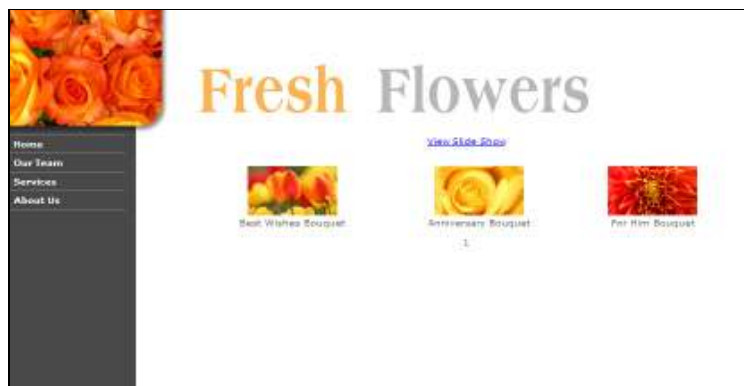 Fresh Flowers
Home
Our Team
Services
About Us
View Slide Show
Best Wishes Bouquet
Anniversary Bouquet
For Him Bouquet
1